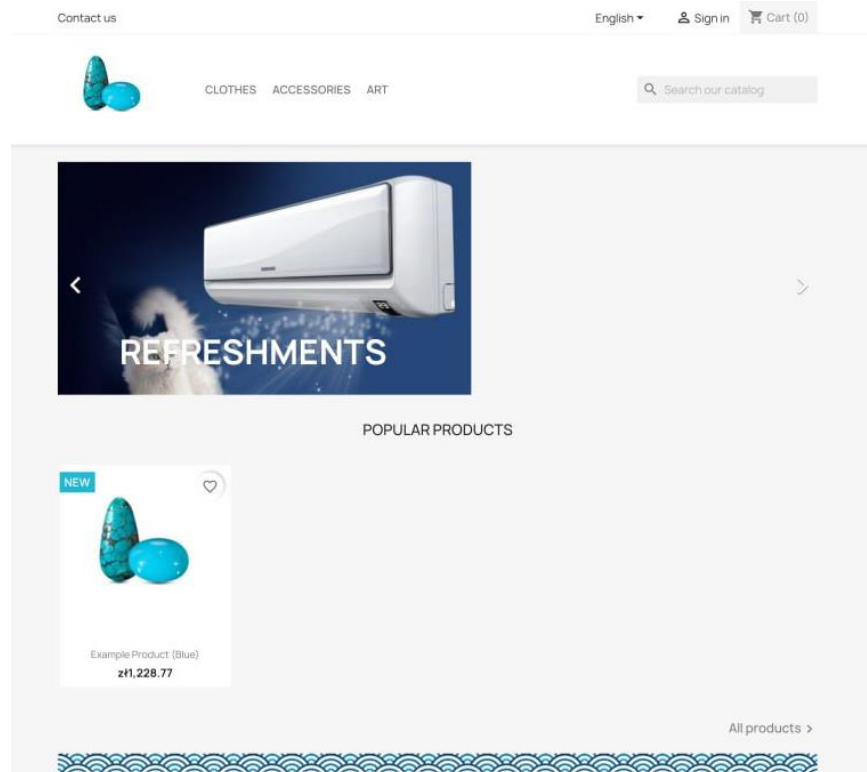 Contact us
English
Sign in
Cart (0)
CLOTHES ACCESSORIES ART
Search our catalog
REFRESHMENTS
POPULAR PRODUCTS
NEW
Example Product (Blue)
zł1,228.77
All products